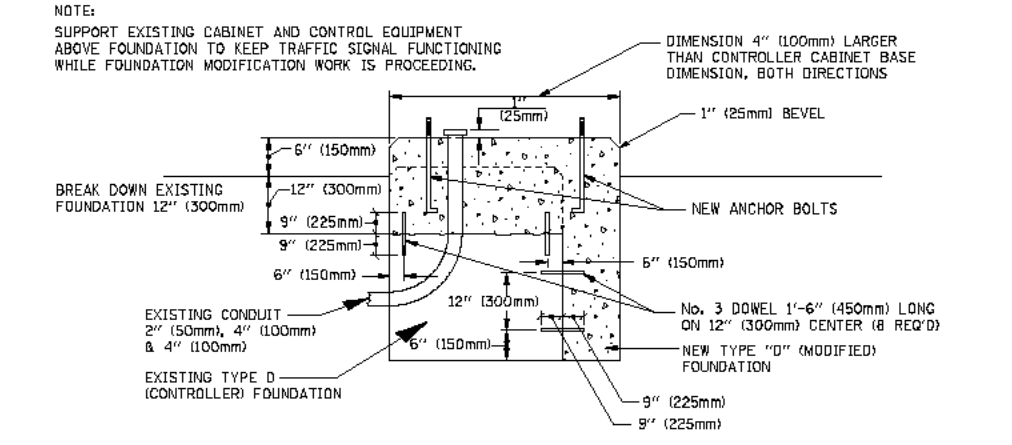 NOTE:
SUPPORT EXISTING CABINET AND CONTROL EQUIPMENT
ABOVE FOUNDATION TO KEEP TRAFFIC SIGNAL FUNCTIONING
WHILE FOUNDATION MODIFICATION WORK IS PROCEEDING.
DIMENSION 4" (100mm) LARGER
THAN CONTROLLER CABINET BASE
DIMENSION, BOTH DIRECTIONS
1"
(25mm)
1" (25mm) BEVEL
6" (150mm)
BREAK DOWN EXISTING
FOUNDATION 12" (300mm)
12" (300mm)
NEW ANCHOR BOLTS
9" (225mm)
9" (225mm)
6" (150mm)
6" (150mm)
12" (300mm)
EXISTING CONDUIT
2" (50mm), 4" (100mm)
& 4" (100mm)
No. 3 DOWEL 1'-6" (450mm) LONG
ON 12" (300mm) CENTER (8 REQ'D)
6" (150mm)
NEW TYPE "D" (MODIFIED)
FOUNDATION
EXISTING TYPE D
(CONTROLLER) FOUNDATION
9" (225mm)
9" (225mm)